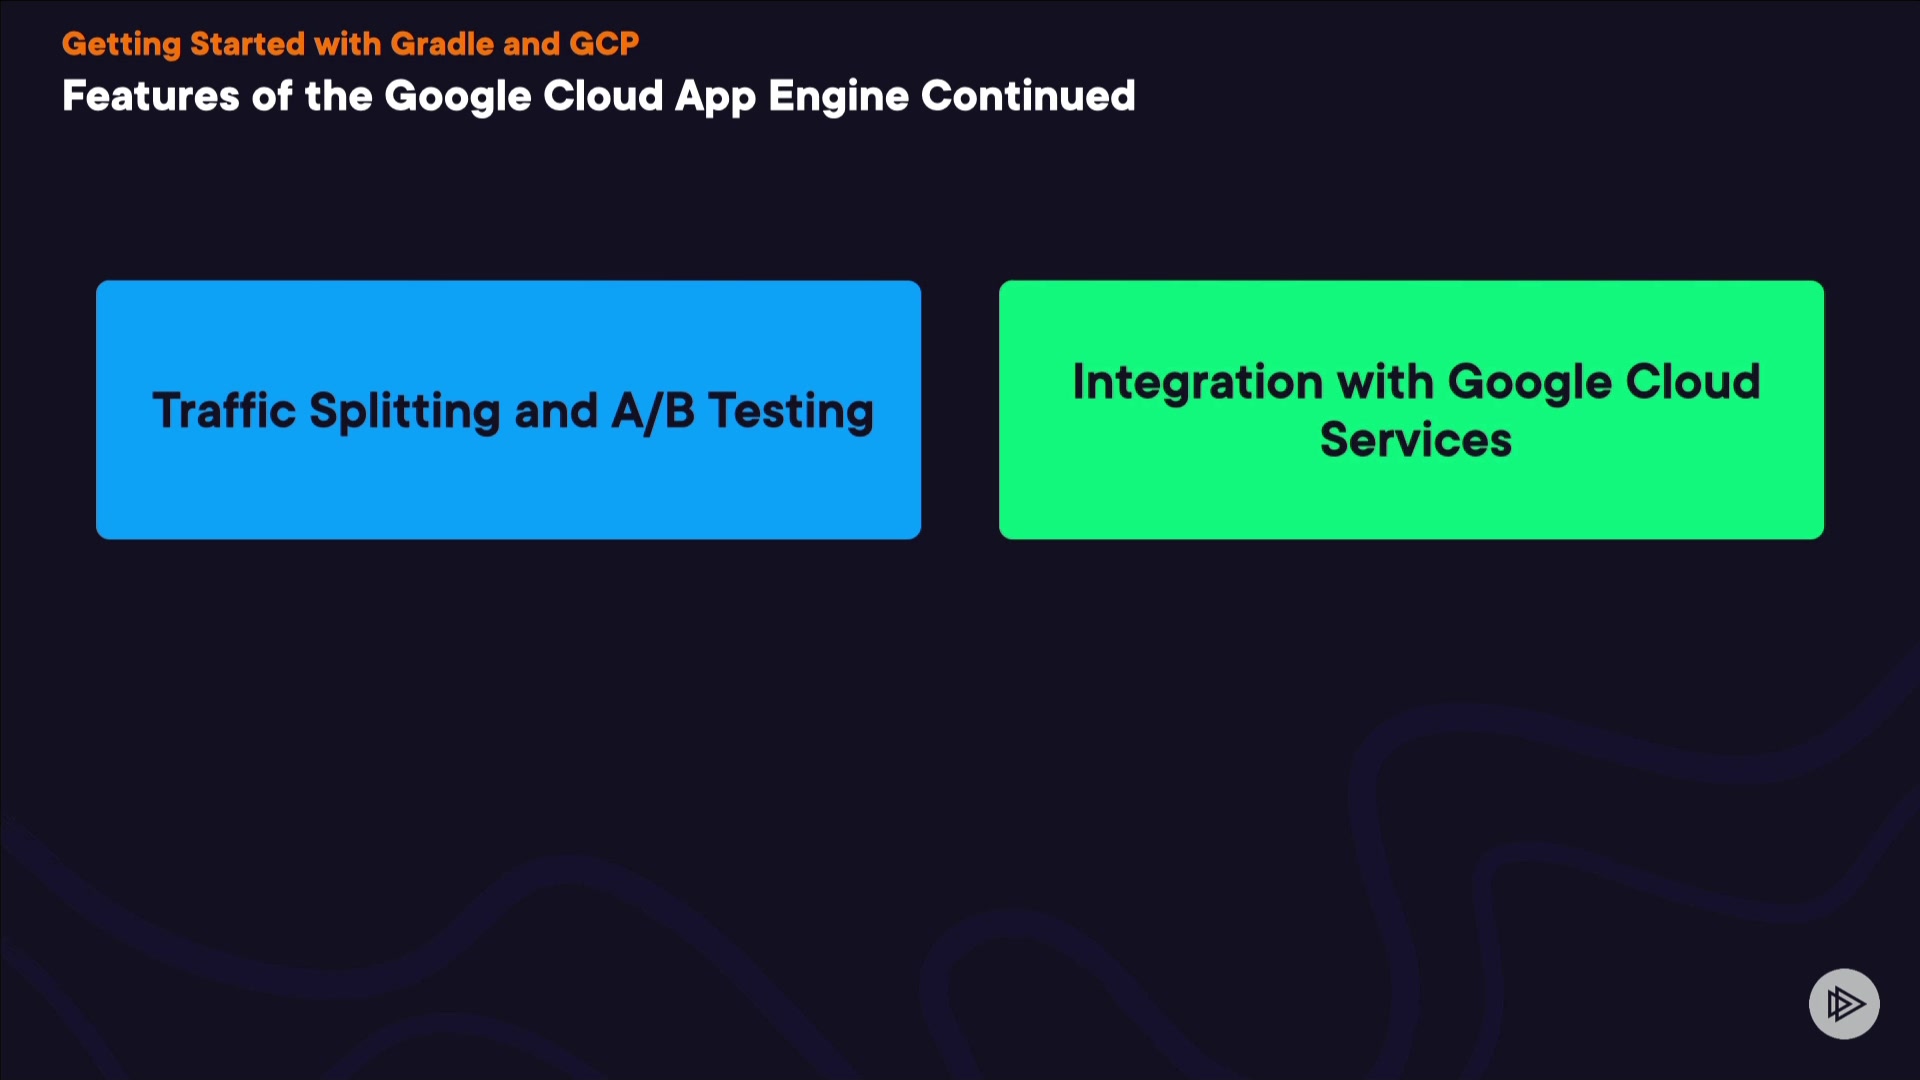 Getting Started with Gradle and GCP
Features of the Google Cloud App Engine Continued
Traffic Splitting and A/B Testing
Integration with Google Cloud
Services